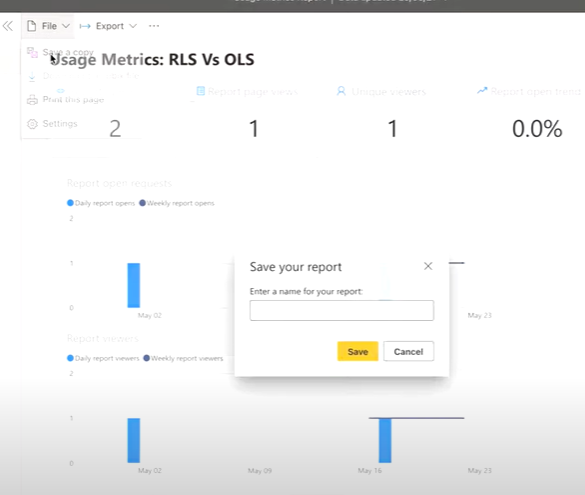 File Export ...
Save a copy
Usage Metrics: RLS Vs OLS
Print this page
Report page views
Unique viewers
Report open trend
Settings
2
1
1
0.0%
Report open requests
Daily report opens Weekly report opens
2
1
0
May 02
May 23
Save your report
Enter a name for your report:
Save Cancel
Report viewers
Daily report viewers Weekly report viewers
2
1
0
May 02
May 09
May 16
May 23